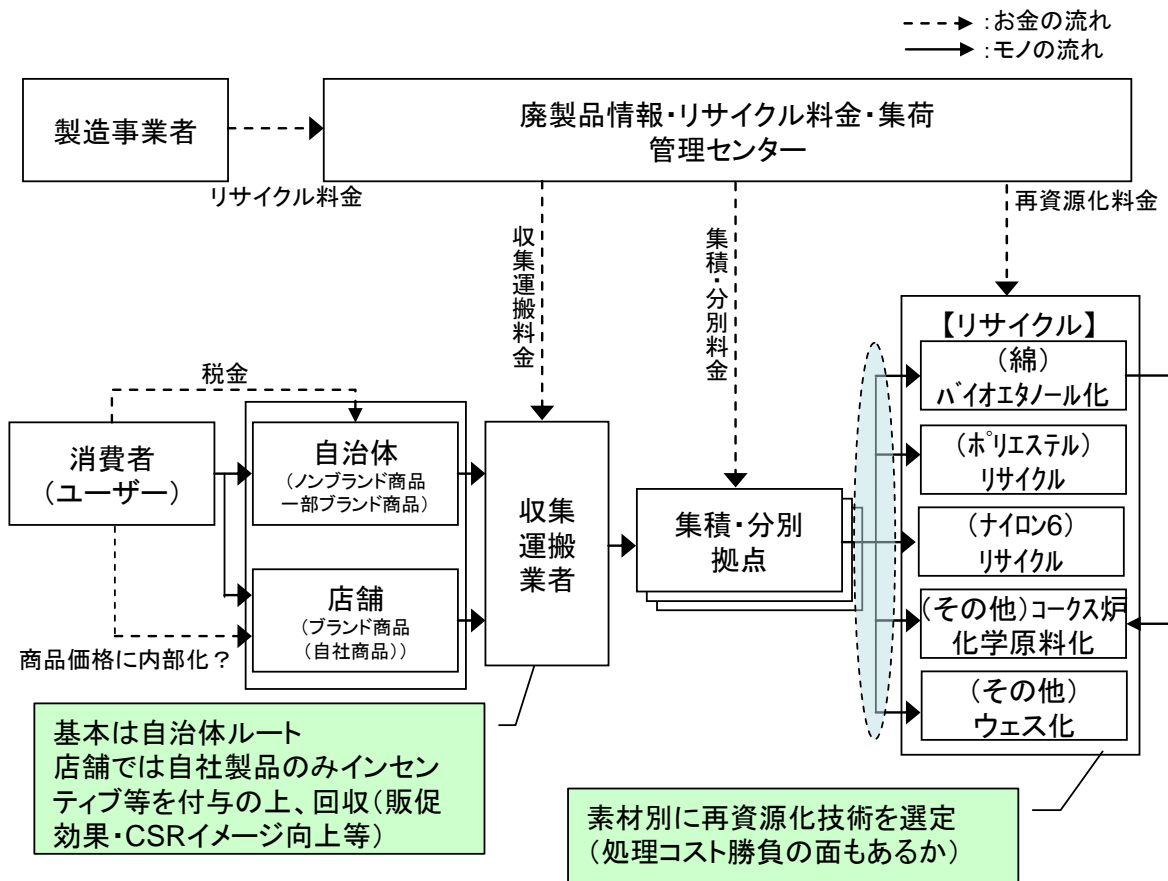 ：お金の流れ
：モノの流れ
製造事業者
廃製品情報・リサイクル料金・集荷
管理センター
リサイクル料金
再資源化料金
収集運搬料金
集積・分別料金
税金
消費者
（ユーザー）
自治体
（ノンブランド商品
一部ブランド商品）
店舗
（ブランド商品
（自社商品））
商品価格に内部化？
収集
運搬
業者
集積・分別
拠点
【リサイクル】
（綿）
バイオエタノール化
（ポリエステル）
リサイクル
（ナイロン6）
リサイクル
（その他）コークス炉
化学原料化
（その他）
ウェス化
基本は自治体ルート
店舗では自社製品のみインセン
ティブ等を付与の上、回収（販促
効果・CSRイメージ向上等）
素材別に再資源化技術を選定
（処理コスト勝負の面もあるか）